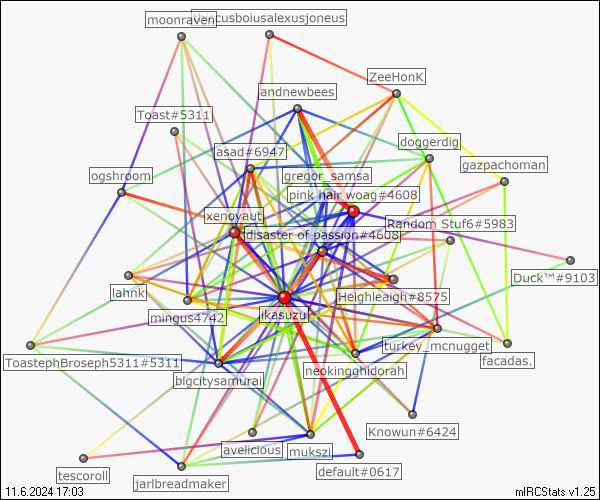 moonraven
ZeeHonK
andnewbees
Toast#5311
doggerdig
asad#6947
gazpachoman
gregor_samsa
ogshroom
pink hair woag#4608
xenovaut
Random Stuf6#5983
disaster of passion#4608
Duck™#9103
lahnk
Heighleaigh#8575
mingus4742
ikasuzu
turkey_mcnugget
ToastephBroseph5311#5311
facadas.
neokingghidorah
bigcitysamurai
Knowun#6424
avelicious
mukszi
default#0617
tescoroll
jarlbreadmaker
11.6.2024 17:03
mIRCStats v1.25